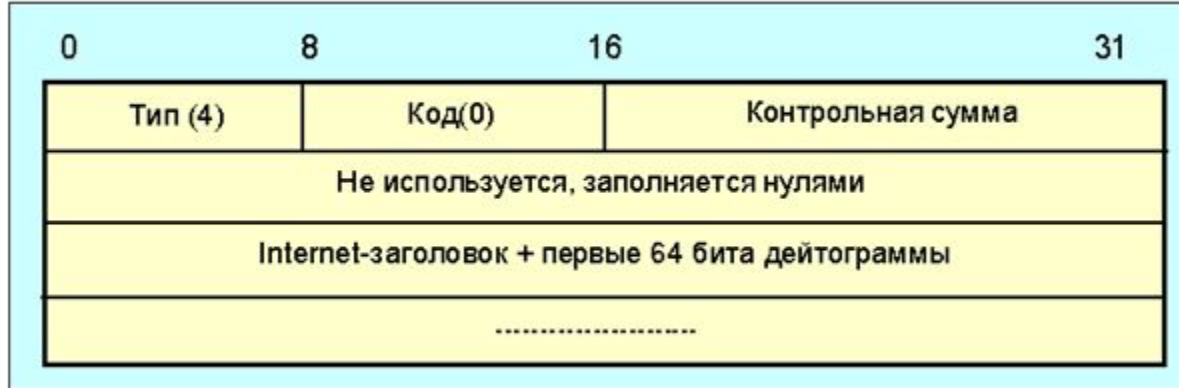 0 8 16 31
Тип (4) Код(0) Контрольная сумма
Не используется, заполняется нулями
Internet-заголовок + первые 64 бита дейтограммы
-----------------------